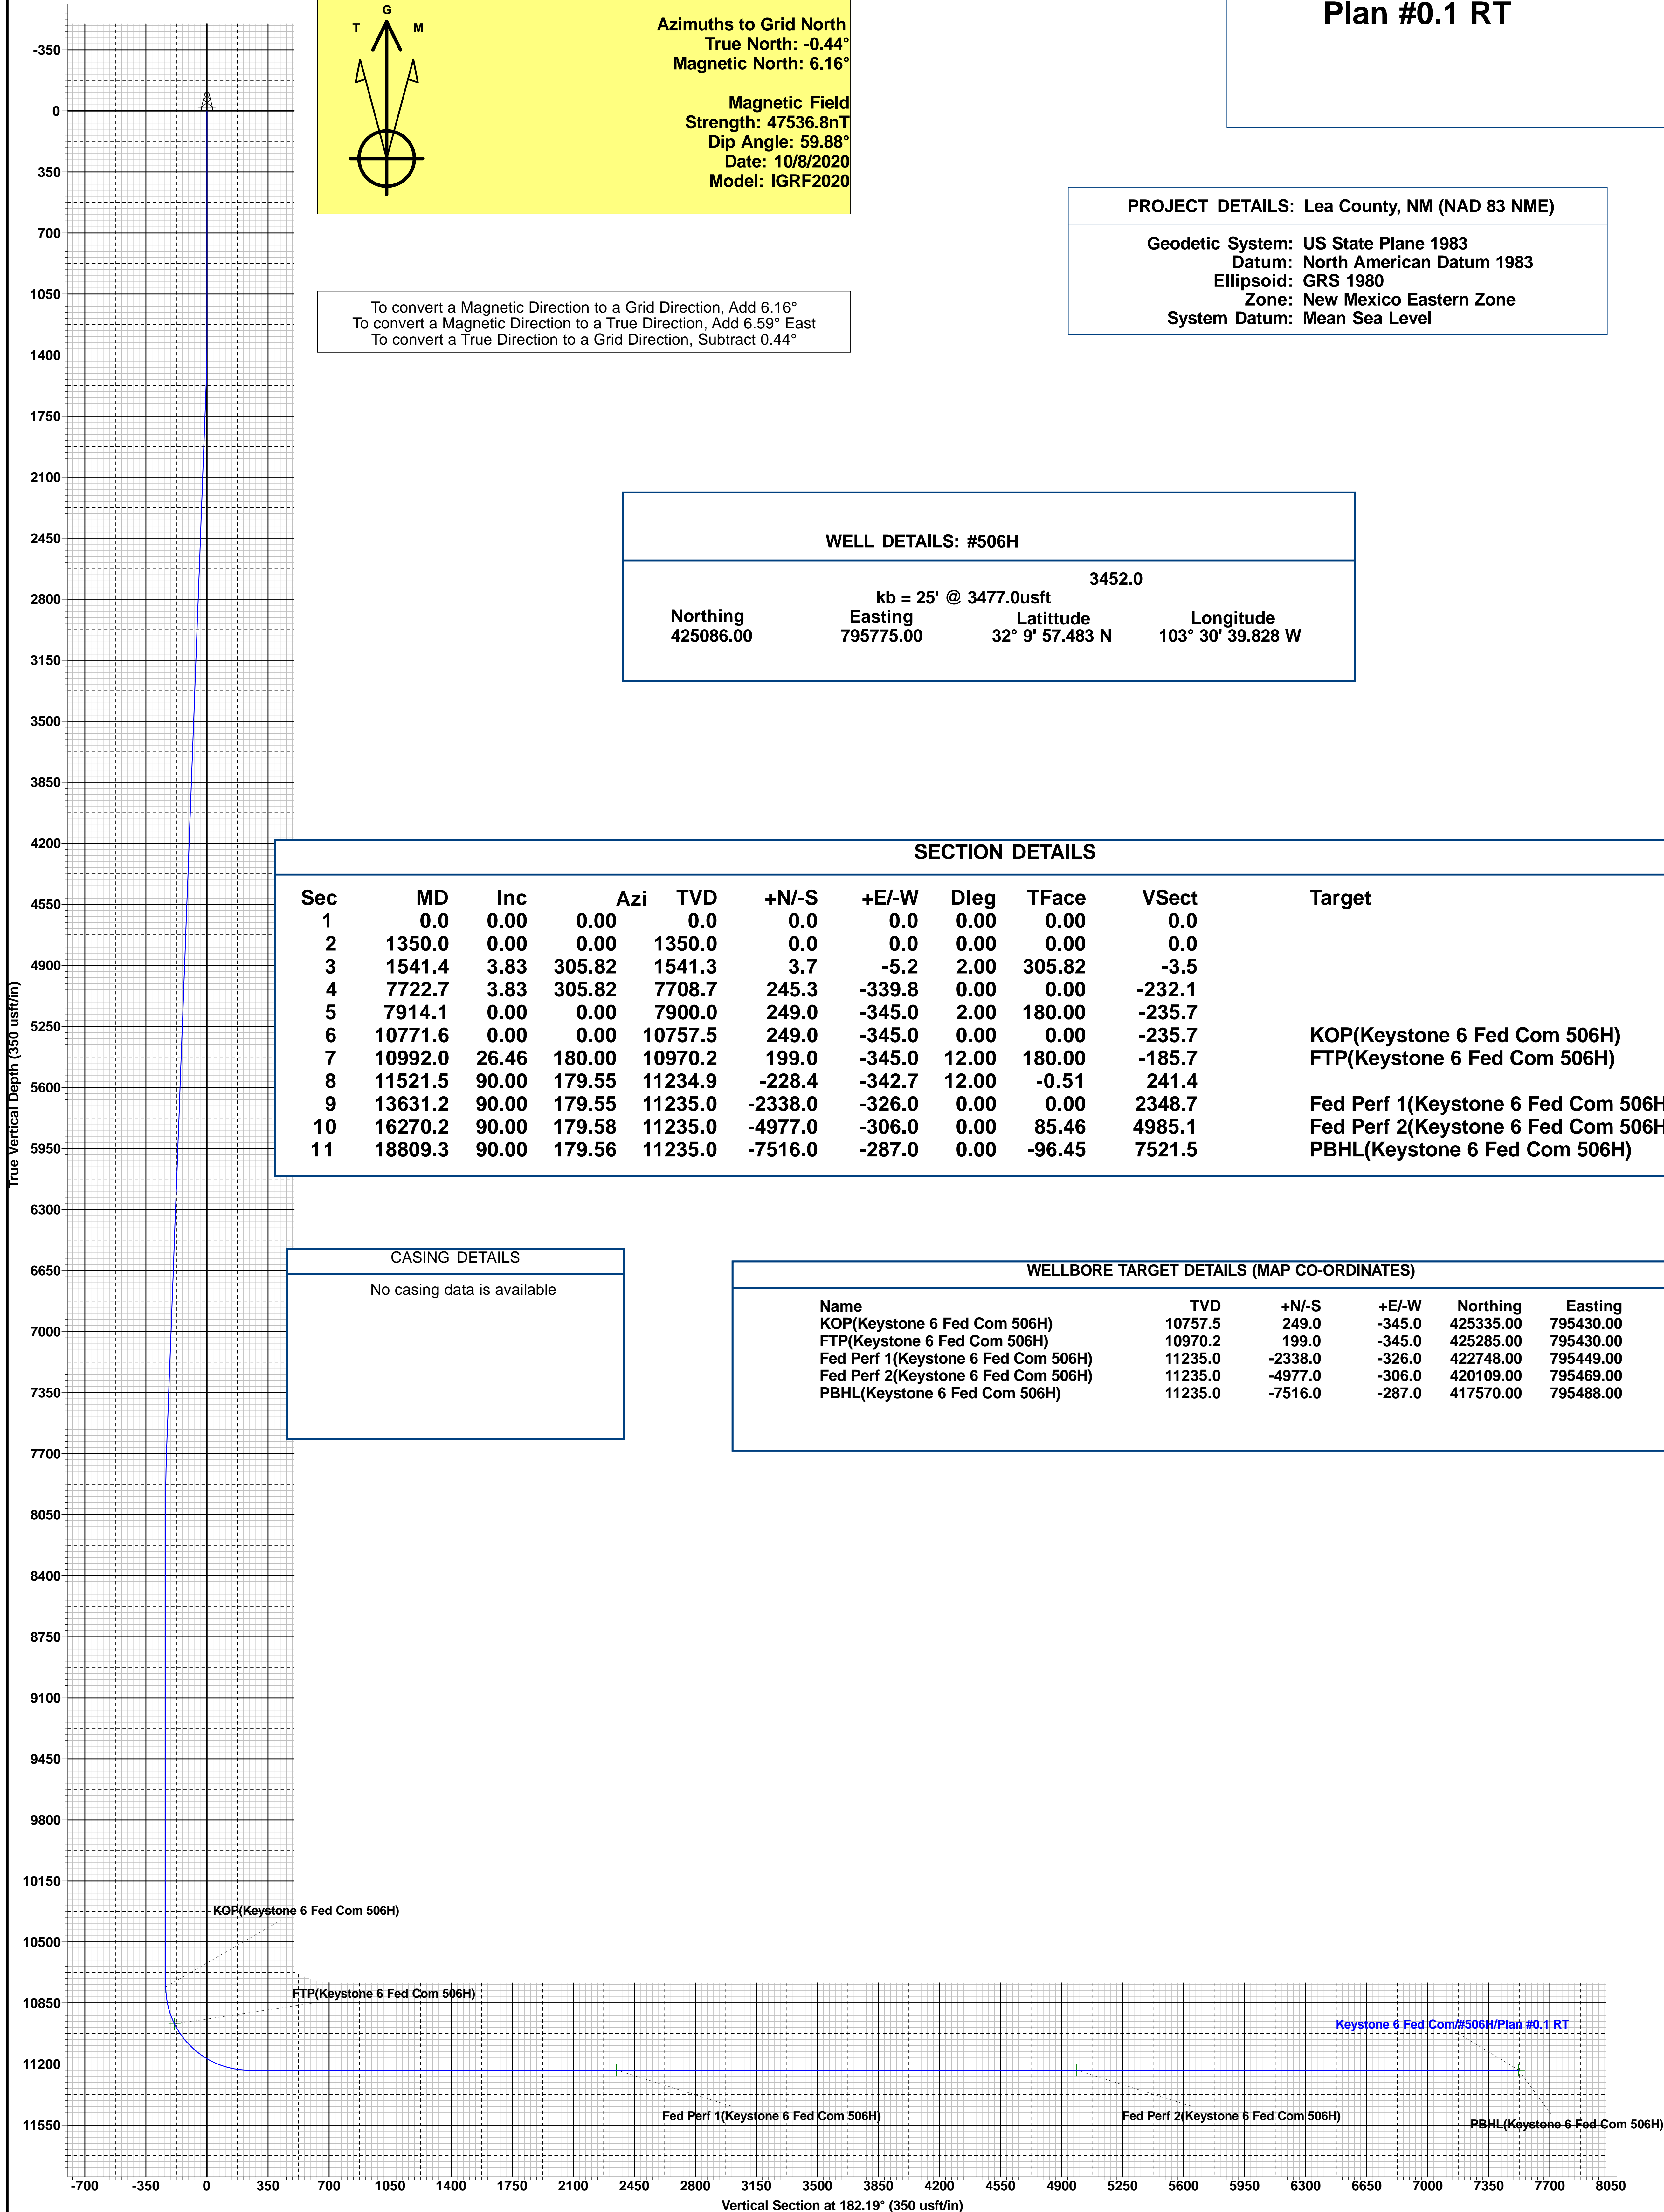 Plan #0.1 RT
G
T M
Azimuths to Grid North
True North: -0.44°
Magnetic North: 6.16°
Magnetic Field
Strength: 47536.8nT
Dip Angle: 59.88°
Date: 10/8/2020
Model: IGRF2020
To convert a Magnetic Direction to a Grid Direction, Add 6.16°
To convert a Magnetic Direction to a True Direction, Add 6.59° East
To convert a True Direction to a Grid Direction, Subtract 0.44°
PROJECT DETAILS: Lea County, NM (NAD 83 NME)
Geodetic System: US State Plane 1983
Datum: North American Datum 1983
Ellipsoid: GRS 1980
Zone: New Mexico Eastern Zone
System Datum: Mean Sea Level
WELL DETAILS: #506H
3452.0
kb = 25' @ 3477.0usft
Northing Easting Latittude Longitude
425086.00 795775.00 32° 9' 57.483 N 103° 30' 39.828 W
SECTION DETAILS
Sec MD Inc Azi TVD +N/-S +E/-W Dleg TFace VSect Target
1 0.0 0.00 0.00 0.0 0.0 0.0 0.00 0.00 0.0
2 1350.0 0.00 0.00 1350.0 0.0 0.0 0.00 0.00 0.0
3 1541.4 3.83 305.82 1541.3 3.7 -5.2 2.00 305.82 -3.5
4 7722.7 3.83 305.82 7708.7 245.3 -339.8 0.00 0.00 -232.1
5 7914.1 0.00 0.00 7900.0 249.0 -345.0 2.00 180.00 -235.7
6 10771.6 0.00 0.00 10757.5 249.0 -345.0 0.00 0.00 -235.7 KOP(Keystone 6 Fed Com 506H)
7 10992.0 26.46 180.00 10970.2 199.0 -345.0 12.00 180.00 -185.7 FTP(Keystone 6 Fed Com 506H)
8 11521.5 90.00 179.55 11234.9 -228.4 -342.7 12.00 -0.51 241.4
9 13631.2 90.00 179.55 11235.0 -2338.0 -326.0 0.00 0.00 2348.7 Fed Perf 1(Keystone 6 Fed Com 506H
10 16270.2 90.00 179.58 11235.0 -4977.0 -306.0 0.00 85.46 4985.1 Fed Perf 2(Keystone 6 Fed Com 506H
11 18809.3 90.00 179.56 11235.0 -7516.0 -287.0 0.00 -96.45 7521.5 PBHL(Keystone 6 Fed Com 506H)
CASING DETAILS
No casing data is available
WELLBORE TARGET DETAILS (MAP CO-ORDINATES)
Name TVD +N/-S +E/-W Northing Easting
KOP(Keystone 6 Fed Com 506H) 10757.5 249.0 -345.0 425335.00 795430.00
FTP(Keystone 6 Fed Com 506H) 10970.2 199.0 -345.0 425285.00 795430.00
Fed Perf 1(Keystone 6 Fed Com 506H) 11235.0 -2338.0 -326.0 422748.00 795449.00
Fed Perf 2(Keystone 6 Fed Com 506H) 11235.0 -4977.0 -306.0 420109.00 795469.00
PBHL(Keystone 6 Fed Com 506H) 11235.0 -7516.0 -287.0 417570.00 795488.00
True Vertical Depth (350 usft/in)
-350
0
350
700
1050
1400
1750
2100
2450
2800
3150
3500
3850
4200
4550
4900
5250
5600
5950
6300
6650
7000
7350
7700
8050
8400
8750
9100
9450
9800
10150
10500
10850
11200
11550
KOP(Keystone 6 Fed Com 506H)
FTP(Keystone 6 Fed Com 506H)
Keystone 6 Fed Com/#506H/Plan #0.1 RT
Fed Perf 1(Keystone 6 Fed Com 506H)
Fed Perf 2(Keystone 6 Fed Com 506H)
PBHL(Keystone 6 Fed Com 506H)
-700 -350 0 350 700 1050 1400 1750 2100 2450 2800 3150 3500 3850 4200 4550 4900 5250 5600 5950 6300 6650 7000 7350 7700 8050
Vertical Section at 182.19° (350 usft/in)